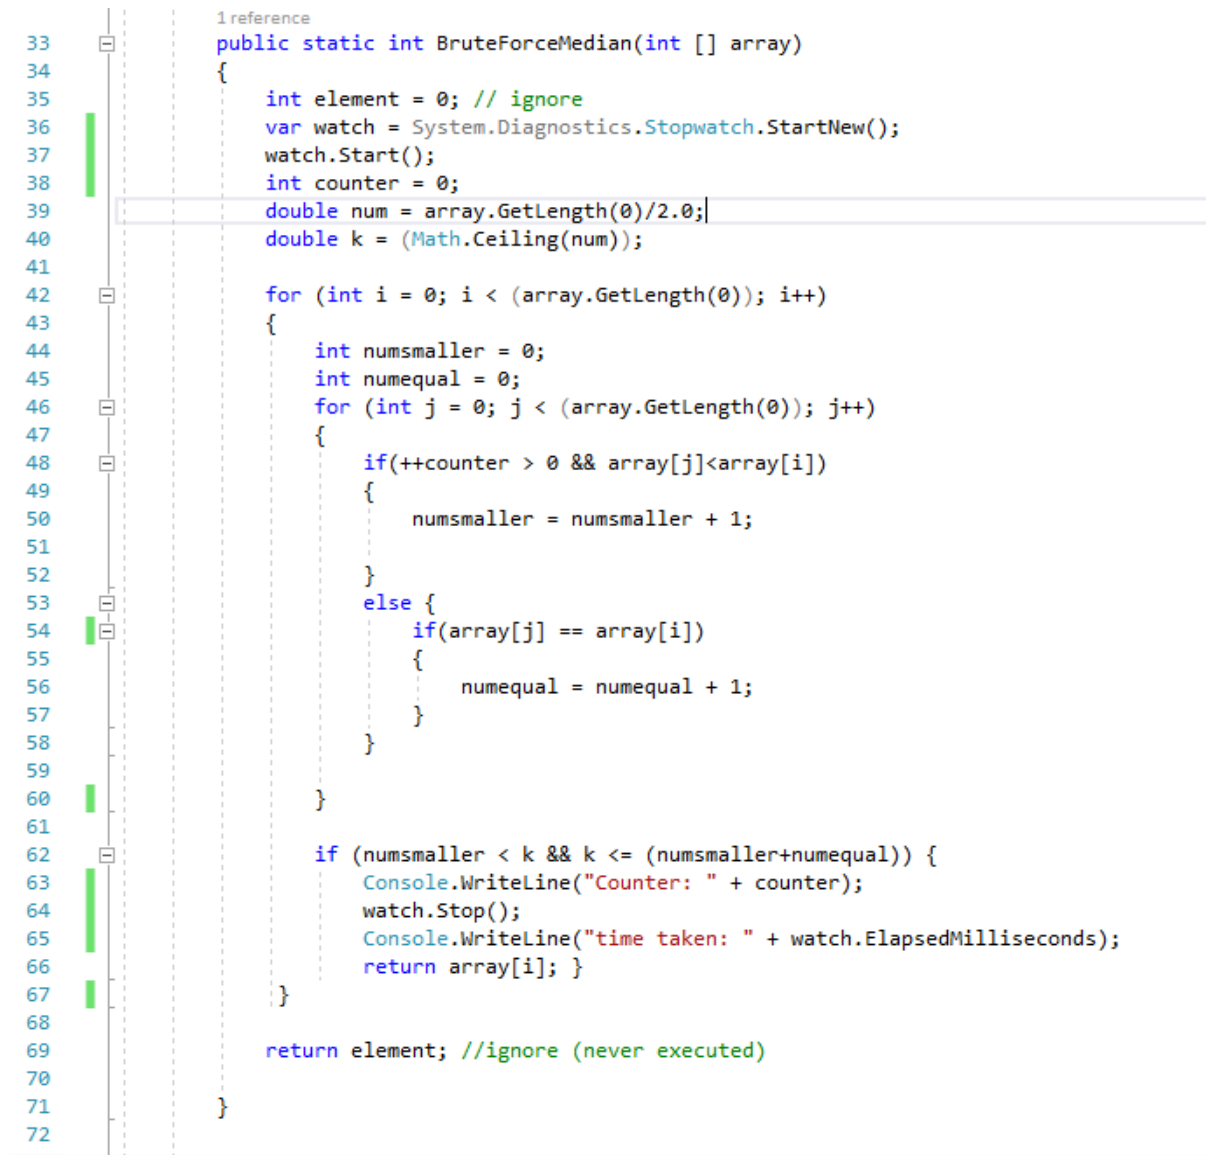 1 reference
33 public static int BruteForceMedian(int [] array)
34 {
35 int element = 0; // ignore
36 var watch = System.Diagnostics.Stopwatch.StartNew();
37 watch.Start();
38 int counter = 0;
39 double num = array.GetLength(0)/2.0;
40 double k = (Math.Ceiling(num));
41
42 for (int i = 0; i < (array.GetLength(0)); i++)
43 {
44 int numsmaller = 0;
45 int numequal = 0;
46 for (int j = 0; j < (array.GetLength(0)); j++)
47 {
48 if(++counter > 0 && array[j]<array[i])
49 {
50 numsmaller = numsmaller + 1;
51
52 }
53 else {
54 if(array[j] == array[i])
55 {
56 numequal = numequal + 1;
57 }
58 }
59
60 }
61
62 if (numsmaller < k && k <= (numsmaller+numequal)) {
63 Console.WriteLine("Counter: " + counter);
64 watch.Stop();
65 Console.WriteLine("time taken: " + watch.ElapsedMilliseconds);
66 return array[i]; }
67 }
68
69 return element; //ignore (never executed)
70
71 }
72